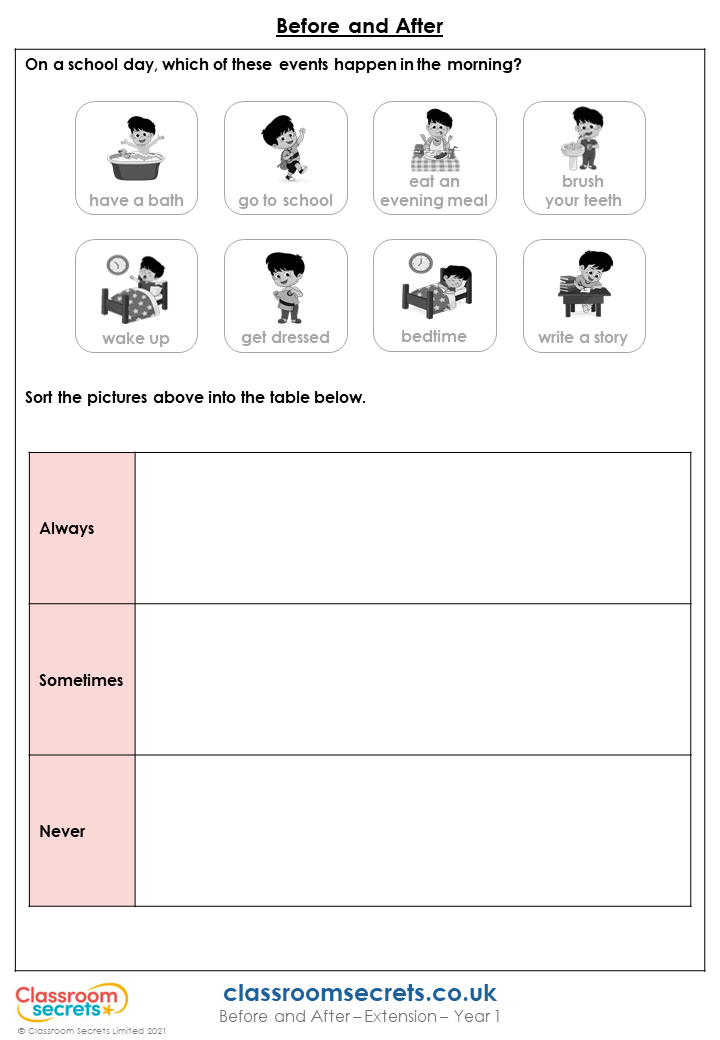 Before and After
On a school day, which of these events happen in the morning?
have a bath
go to school
eat an
evening meal
brush
your teeth
wake up
get dressed
bedtime
write a story
Sort the pictures above into the table below.
Always
Sometimes
Never
Classroom
secrets
© Classroom Secrets Limited 2021
classroomsecrets.co.uk
Before and After – Extension – Year 1